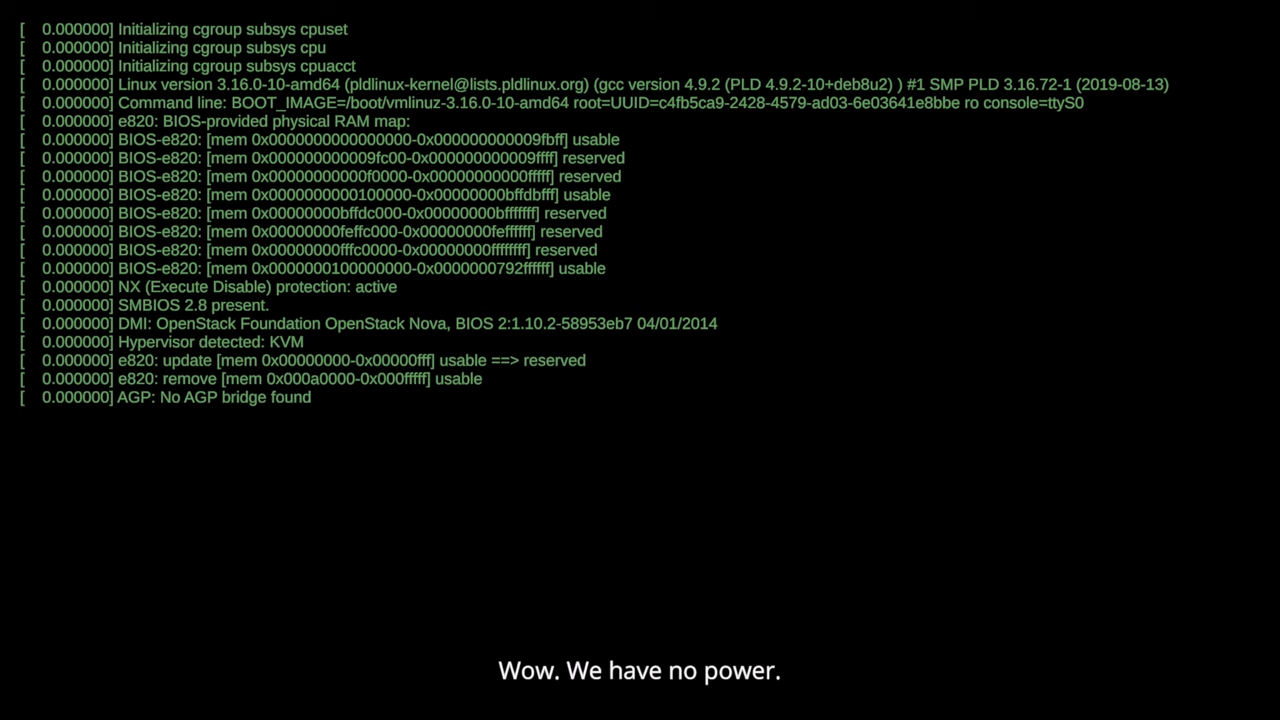 [    0.000000] Initializing cgroup subsys cpuset
[    0.000000] Initializing cgroup subsys cpu
[    0.000000] Initializing cgroup subsys cpuacct
[    0.000000] Linux version 3.16.0-10-amd64 (pldlinux-kernel@lists.pldlinux.org) (gcc version 4.9.2 (PLD 4.9.2-10+deb8u2) ) #1 SMP PLD 3.16.72-1 (2019-08-13)
[    0.000000] Command line: BOOT_IMAGE=/boot/vmlinuz-3.16.0-10-amd64 root=UUID=c4fb5ca9-2428-4579-ad03-6e03641e8bbe ro console=ttyS0
[    0.000000] e820: BIOS-provided physical RAM map:
[    0.000000] BIOS-e820: [mem 0x0000000000000000-0x000000000009fbff] usable
[    0.000000] BIOS-e820: [mem 0x000000000009fc00-0x000000000009ffff] reserved
[    0.000000] BIOS-e820: [mem 0x00000000000f0000-0x00000000000fffff] reserved
[    0.000000] BIOS-e820: [mem 0x0000000000100000-0x00000000bffdbfff] usable
[    0.000000] BIOS-e820: [mem 0x00000000bffdc000-0x00000000bfffffff] reserved
[    0.000000] BIOS-e820: [mem 0x00000000feffc000-0x00000000feffffff] reserved
[    0.000000] BIOS-e820: [mem 0x00000000fffc0000-0x00000000ffffffff] reserved
[    0.000000] BIOS-e820: [mem 0x0000000100000000-0x0000000792ffffff] usable
[    0.000000] NX (Execute Disable) protection: active
[    0.000000] SMBIOS 2.8 present.
[    0.000000] DMI: OpenStack Foundation OpenStack Nova, BIOS 2:1.10.2-58953eb7 04/01/2014
[    0.000000] Hypervisor detected: KVM
[    0.000000] e820: update [mem 0x00000000-0x00000fff] usable ==> reserved
[    0.000000] e820: remove [mem 0x000a0000-0x000fffff] usable
[    0.000000] AGP: No AGP bridge found
Wow. We have no power.